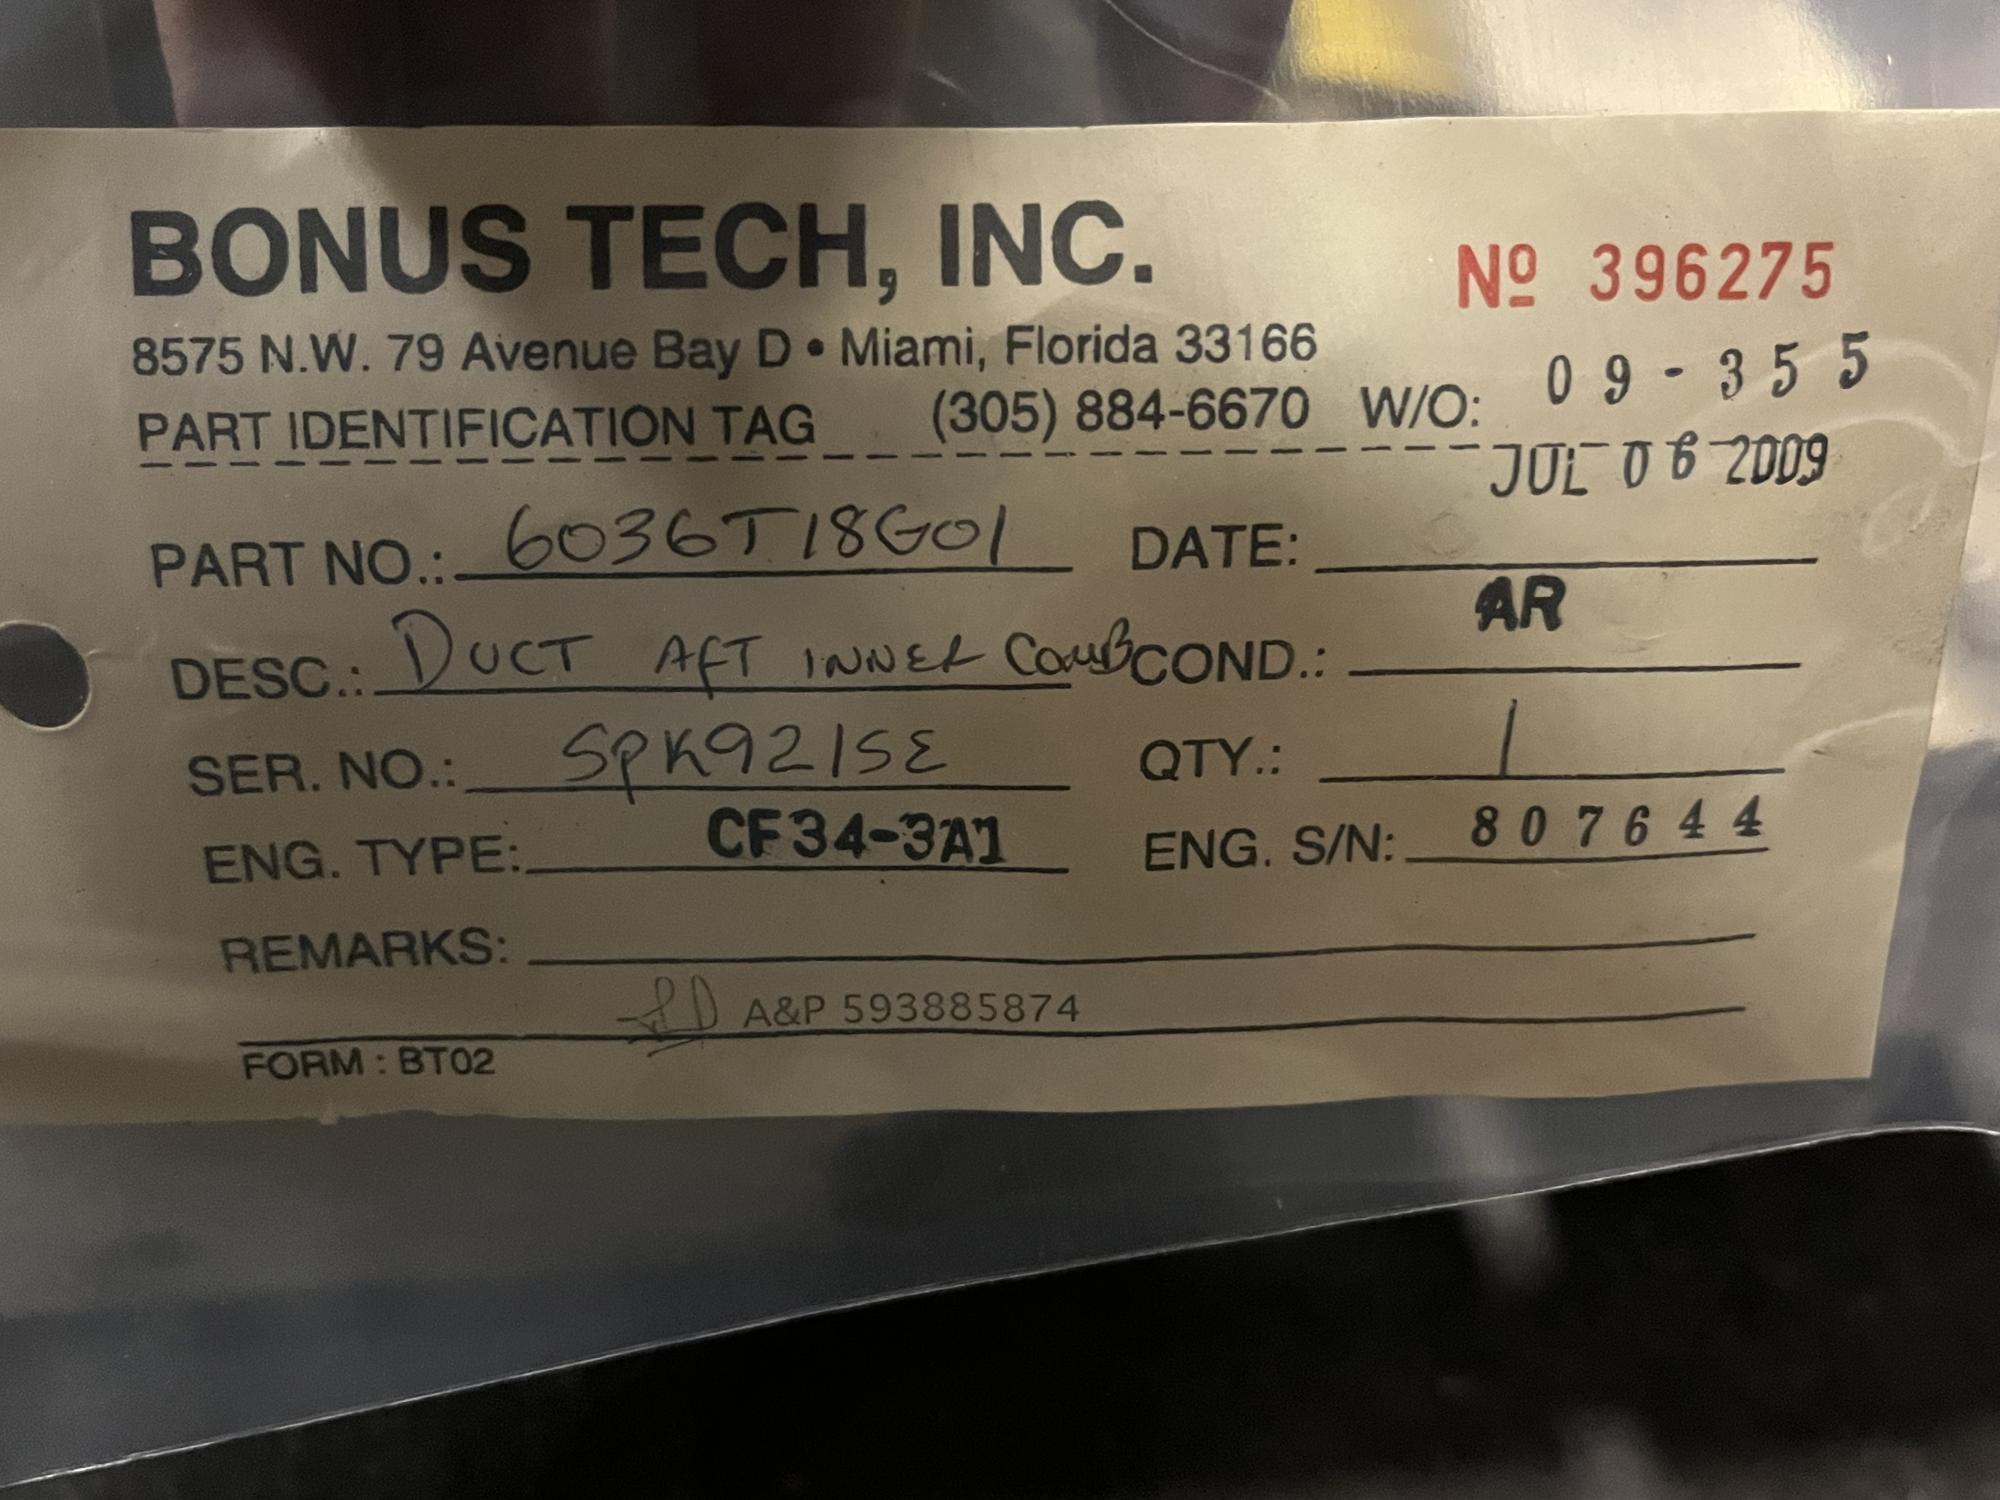 BONUS TECH, INC.
Nº 396275
8575 N.W. 79 Avenue Bay D • Miami, Florida 33166
PART IDENTIFICATION TAG (305) 884-6670 W/O: 09-355
JUL 06 2009
PART NO.: 6036T18G01 DATE:
DESC.: DUCT AFT INNER COMB COND.: AR
SER. NO.: SPK921SE QTY.: 1
ENG. TYPE: CF34-3A1 ENG. S/N: 807644
REMARKS:
A&P 593885874
FORM : BT02